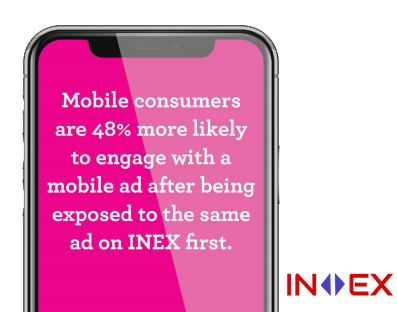 Mobile consumers
are 48% more likely
to engage with a
mobile ad after being
exposed to the same
ad on INEX first.
INEX